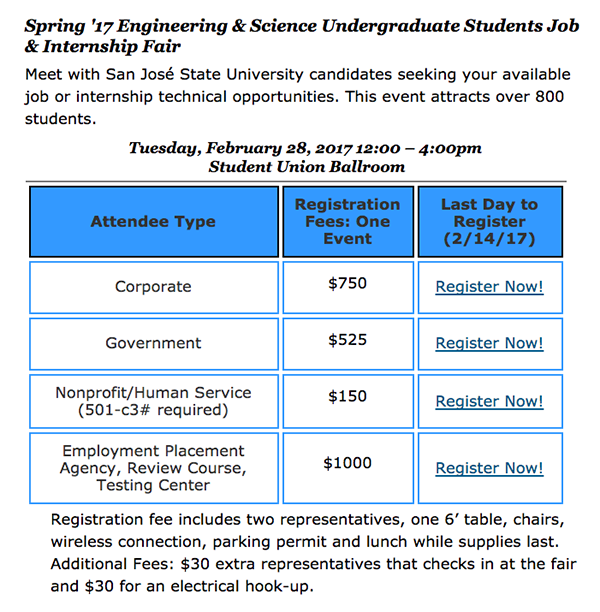 Spring '17 Engineering & Science Undergraduate Students Job
& Internship Fair
Meet with San José State University candidates seeking your available
job or internship technical opportunities. This event attracts over 800
students.
Tuesday, February 28, 2017 12:00 – 4:00pm
Student Union Ballroom
Attendee Type
Registration
Fees: One
Event
Last Day to
Register
(2/14/17)
Corporate
$750
Register Now!
Government
$525
Register Now!
Nonprofit/Human Service
(501-c3# required)
$150
Register Now!
Employment Placement
Agency, Review Course,
Testing Center
$1000
Register Now!
Registration fee includes two representatives, one 6’ table, chairs,
wireless connection, parking permit and lunch while supplies last.
Additional Fees: $30 extra representatives that checks in at the fair
and $30 for an electrical hook-up.